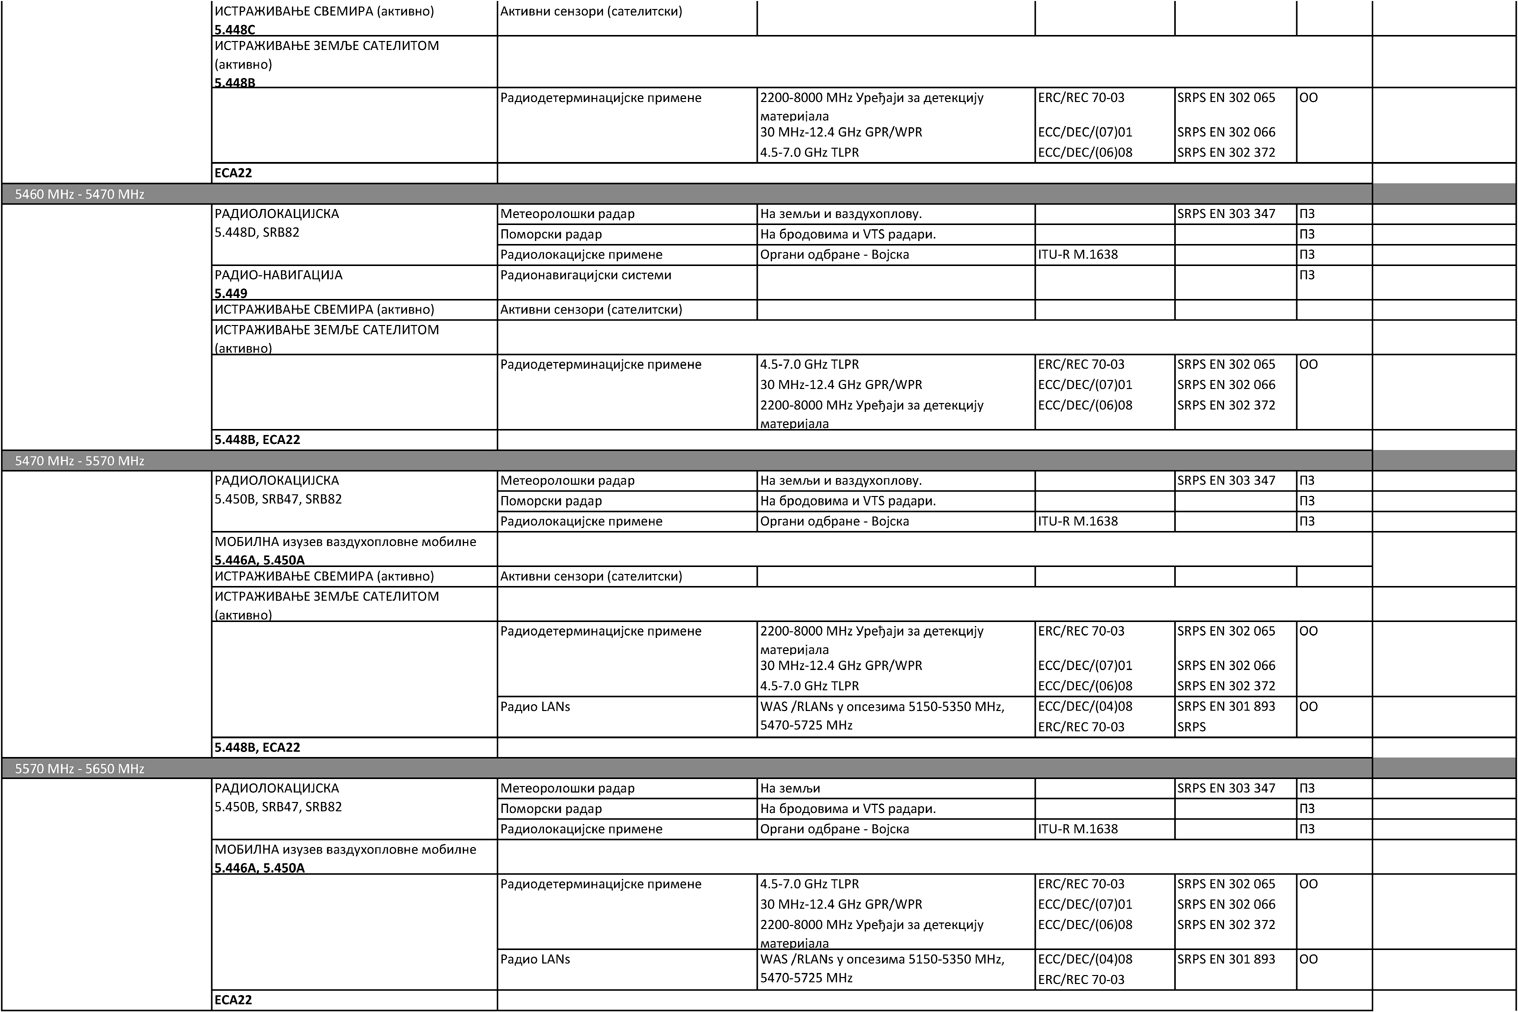 ИСТРАЖИВАЊЕ СВЕМИРА (активно) Активни сензори (сателитски)
5.448C
ИСТРАЖИВАЊЕ ЗЕМЉЕ САТЕЛИТОМ
(активно)
5.448B
Радиодетерминацијске примене 2200-8000 MHz Уређаји за детекцију ERC/REC 70-03 SRPS EN 302 065 ОО
материјала
30 MHz-12.4 GHz GPR/WPR ECC/DEC/(07)01 SRPS EN 302 066
4.5-7.0 GHz TLPR ECC/DEC/(06)08 SRPS EN 302 372
ECA22
5460 MHz - 5470 MHz
РАДИОЛОКАЦИЈСКА Метеоролошки радар На земљи и ваздухоплову. SRPS EN 303 347 ПЗ
5.448D, SRB82 Поморски радар На бродовима и VTS радари. ПЗ
Радиолокацијске примене Органи одбране - Војска ITU-R M.1638 ПЗ
РАДИО-НАВИГАЦИЈА Радионавигацијски системи ПЗ
5.449
ИСТРАЖИВАЊЕ СВЕМИРА (активно) Активни сензори (сателитски)
ИСТРАЖИВАЊЕ ЗЕМЉЕ САТЕЛИТОМ
(активно)
Радиодетерминацијске примене 4.5-7.0 GHz TLPR ERC/REC 70-03 SRPS EN 302 065 ОО
30 MHz-12.4 GHz GPR/WPR ECC/DEC/(07)01 SRPS EN 302 066
2200-8000 MHz Уређаји за детекцију ECC/DEC/(06)08 SRPS EN 302 372
материјала
5.448B, ECA22
5470 MHz - 5570 MHz
РАДИОЛОКАЦИЈСКА Метеоролошки радар На земљи и ваздухоплову. SRPS EN 303 347 ПЗ
5.450B, SRB47, SRB82 Поморски радар На бродовима и VTS радари. ПЗ
Радиолокацијске примене Органи одбране - Војска ITU-R M.1638 ПЗ
МОБИЛНА изузев ваздухопловне мобилне
5.446A, 5.450A
ИСТРАЖИВАЊЕ СВЕМИРА (активно) Активни сензори (сателитски)
ИСТРАЖИВАЊЕ ЗЕМЉЕ САТЕЛИТОМ
(активно)
Радиодетерминацијске примене 2200-8000 MHz Уређаји за детекцију ERC/REC 70-03 SRPS EN 302 065 ОО
материјала
30 MHz-12.4 GHz GPR/WPR ECC/DEC/(07)01 SRPS EN 302 066
4.5-7.0 GHz TLPR ECC/DEC/(06)08 SRPS EN 302 372
Радио LANs WAS /RLANs у опсезима 5150-5350 MHz, ECC/DEC/(04)08 SRPS EN 301 893 ОО
5470-5725 MHz ERC/REC 70-03 SRPS
5.448B, ECA22
5570 MHz - 5650 MHz
РАДИОЛОКАЦИЈСКА Метеоролошки радар На земљи SRPS EN 303 347 ПЗ
5.450B, SRB47, SRB82 Поморски радар На бродовима и VTS радари. ПЗ
Радиолокацијске примене Органи одбране - Војска ITU-R M.1638 ПЗ
МОБИЛНА изузев ваздухопловне мобилне
5.446A, 5.450A
Радиодетерминацијске примене 4.5-7.0 GHz TLPR ERC/REC 70-03 SRPS EN 302 065 ОО
30 MHz-12.4 GHz GPR/WPR ECC/DEC/(07)01 SRPS EN 302 066
2200-8000 MHz Уређаји за детекцију ECC/DEC/(06)08 SRPS EN 302 372
материјала
Радио LANs WAS /RLANs у опсезима 5150-5350 MHz, ECC/DEC/(04)08 SRPS EN 301 893 ОО
5470-5725 MHz ERC/REC 70-03
ECA22